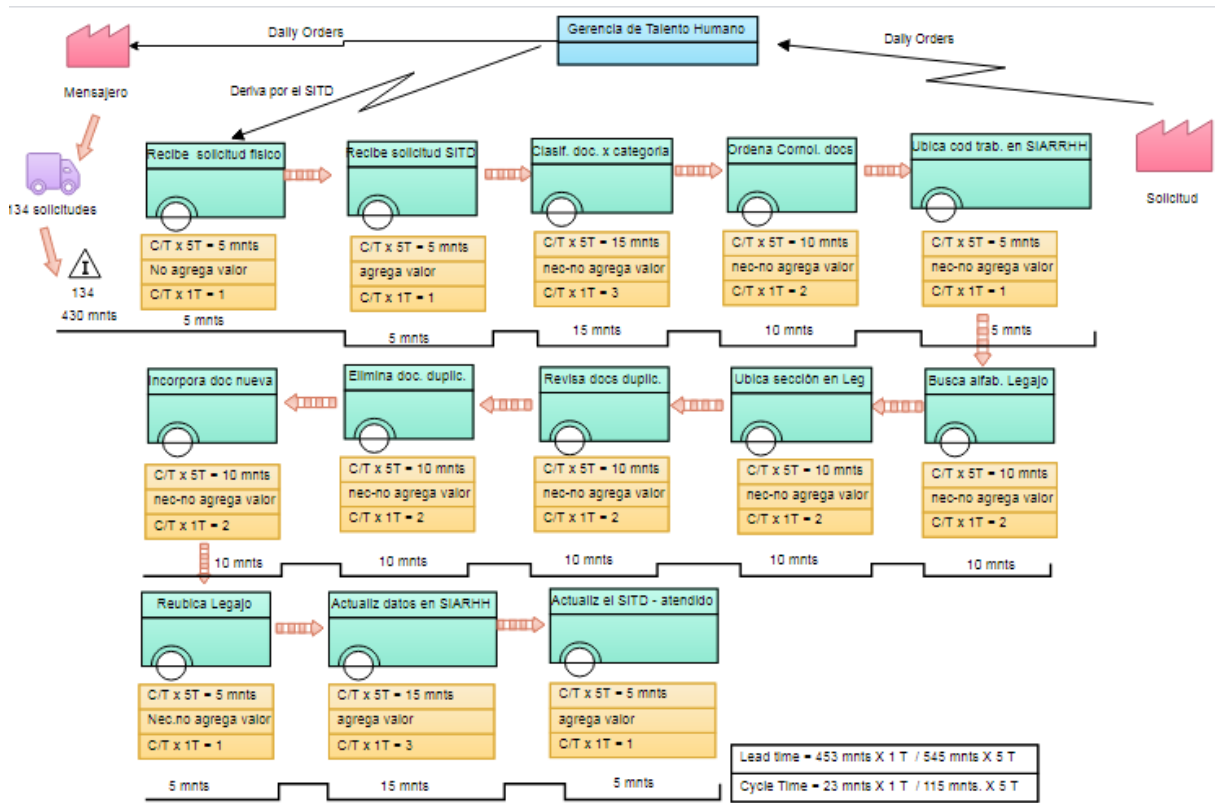 Gerencia de Talento Humano
Daily Orders
Daily Orders
Mensajero
Deriva por el SITD
Solicitud
134 solicitudes
I
134
430 mnts
Recibe solicitud fisico
C/T x 5T = 5 mnts
No agrega valor
C/T x 1T = 1
5 mnts
Recibe solicitud SITD
C/T x 5T = 5 mnts
agrega valor
C/T x 1T = 1
5 mnts
Clasif. doc. x categoria
C/T x 5T = 15 mnts
nec-no agrega valor
C/T x 1T = 3
15 mnts
Ordena Cornol. docs
C/T x 5T = 10 mnts
nec-no agrega valor
C/T x 1T = 2
10 mnts
Ubica cod trab. en SIARRHH
C/T x 5T = 5 mnts
nec-no agrega valor
C/T x 1T = 1
5 mnts
Incorpora doc nueva
C/T x 5T = 10 mnts
nec-no agrega valor
C/T x 1T = 2
10 mnts
Elimina doc. duplic.
C/T x 5T = 10 mnts
nec-no agrega valor
C/T x 1T = 2
10 mnts
Revisa docs duplic.
C/T x 5T = 10 mnts
nec-no agrega valor
C/T x 1T = 2
10 mnts
Ubica sección en Leg
C/T x 5T = 10 mnts
nec-no agrega valor
C/T x 1T = 2
10 mnts
Busca alfab. Legajo
C/T x 5T = 10 mnts
nec-no agrega valor
C/T x 1T = 2
10 mnts
Reubica Legajo
C/T x 5T = 5 mnts
Nec.no agrega valor
C/T x 1T = 1
5 mnts
Actualiz datos en SIARHH
C/T x 5T = 15 mnts
agrega valor
C/T x 1T = 3
15 mnts
Actualiz el SITD - atendido
C/T x 5T = 5 mnts
agrega valor
C/T x 1T = 1
5 mnts
Lead time = 453 mnts X 1 T / 545 mnts X 5 T
Cycle Time = 23 mnts X 1 T / 115 mnts. X 5 T